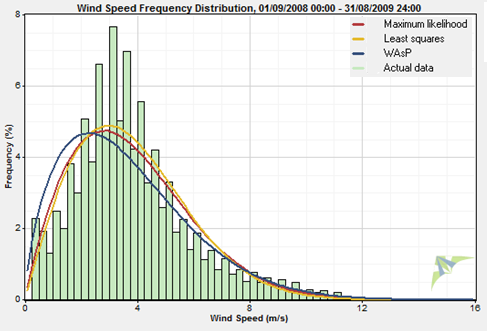 Wind Speed Frequency Distribution, 01/09/2008 00:00 - 31/08/2009 24:00
Maximum likelihood
Least squares
WAsP
Actual data
Frequency (%)
8
6
4
2
0
0 4 8 12 16
Wind Speed (m/s)